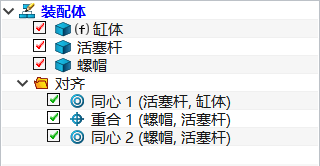 装配体
(f) 缸体
活塞杆
螺帽
对齐
同心 1 (活塞杆, 缸体)
重合 1 (螺帽, 活塞杆)
同心 2 (螺帽, 活塞杆)